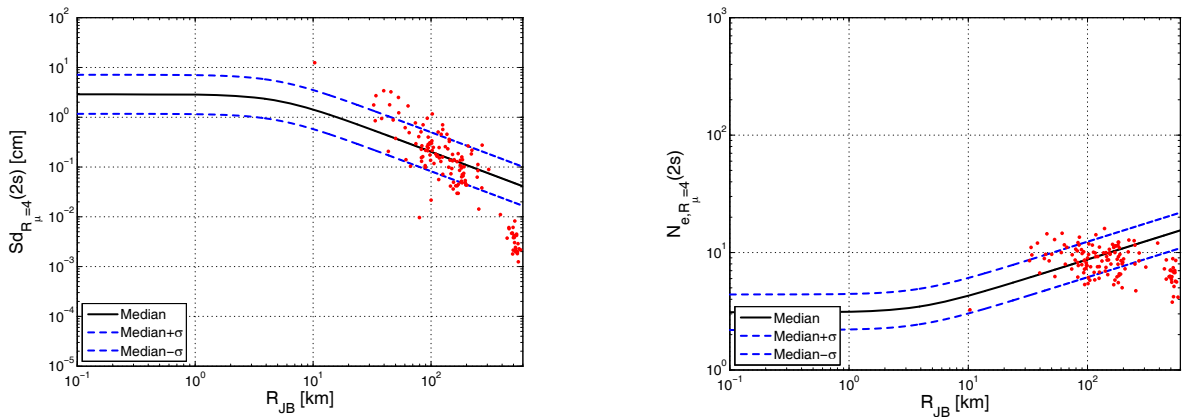 10^2
10^1
10^0
10^-1
10^-2
10^-3
10^-4
10^-5
Sd_{R_μ=4}(2s) [cm]
Median
Median+σ
Median−σ
10^-1
10^0
10^1
10^2
R_JB [km]
10^3
10^2
10^1
10^0
N_{e,R_μ=4}(2s)
Median
Median+σ
Median−σ
10^-1
10^0
10^1
10^2
R_JB [km]